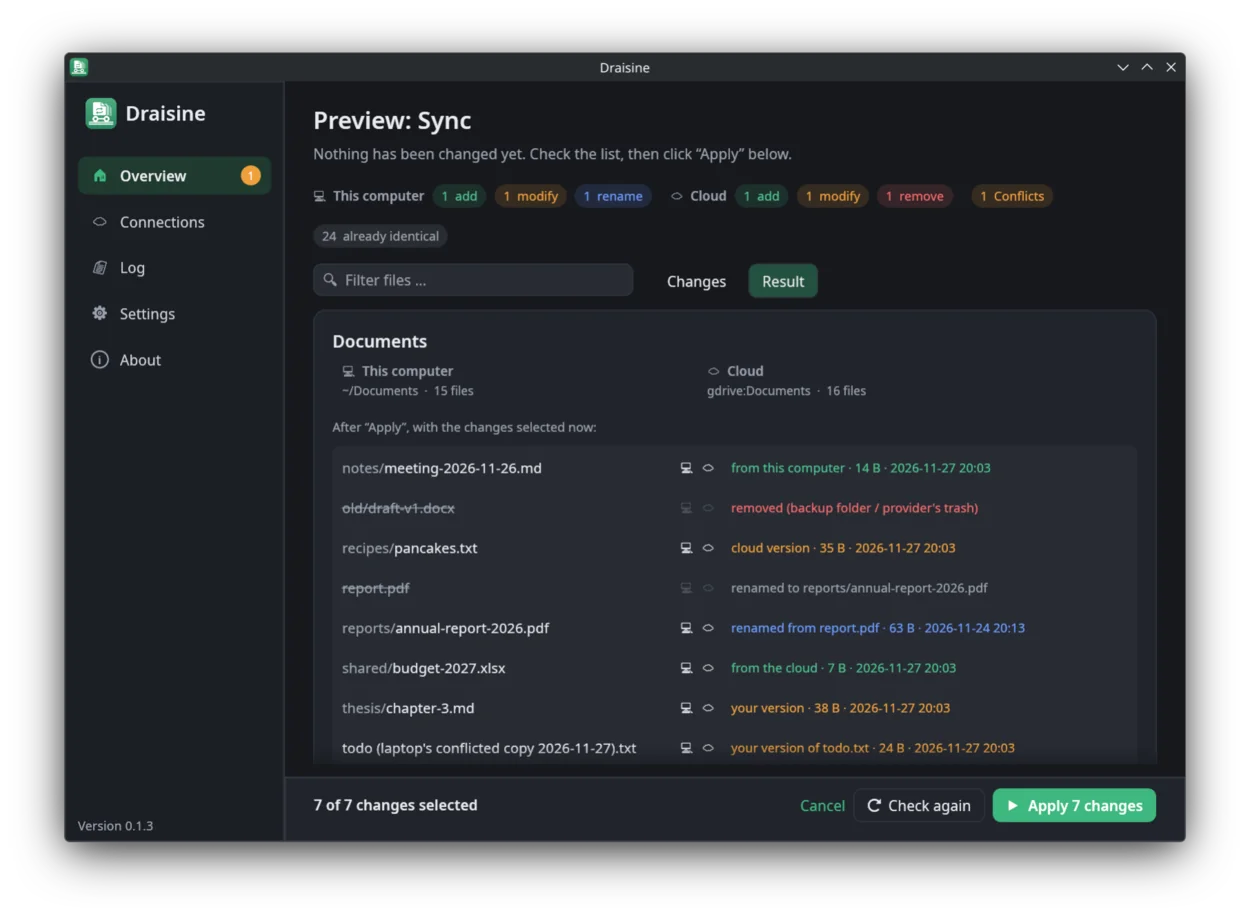 Draisine
Draisine
Overview 1
Connections
Log
Settings
About
Version 0.1.3
Preview: Sync
Nothing has been changed yet. Check the list, then click “Apply” below.
This computer 1 add 1 modify 1 rename Cloud 1 add 1 modify 1 remove 1 Conflicts
24 already identical
Filter files ... Changes Result
Documents
This computer Cloud
~/Documents · 15 files gdrive:Documents · 16 files
After “Apply”, with the changes selected now:
notes/meeting-2026-11-26.md from this computer · 14 B · 2026-11-27 20:03
old/draft-v1.docx removed (backup folder / provider's trash)
recipes/pancakes.txt cloud version · 35 B · 2026-11-27 20:03
report.pdf renamed to reports/annual-report-2026.pdf
reports/annual-report-2026.pdf renamed from report.pdf · 63 B · 2026-11-24 20:13
shared/budget-2027.xlsx from the cloud · 7 B · 2026-11-27 20:03
thesis/chapter-3.md your version · 38 B · 2026-11-27 20:03
todo (laptop's conflicted copy 2026-11-27).txt your version of todo.txt · 24 B · 2026-11-27 20:03
7 of 7 changes selected Cancel Check again Apply 7 changes